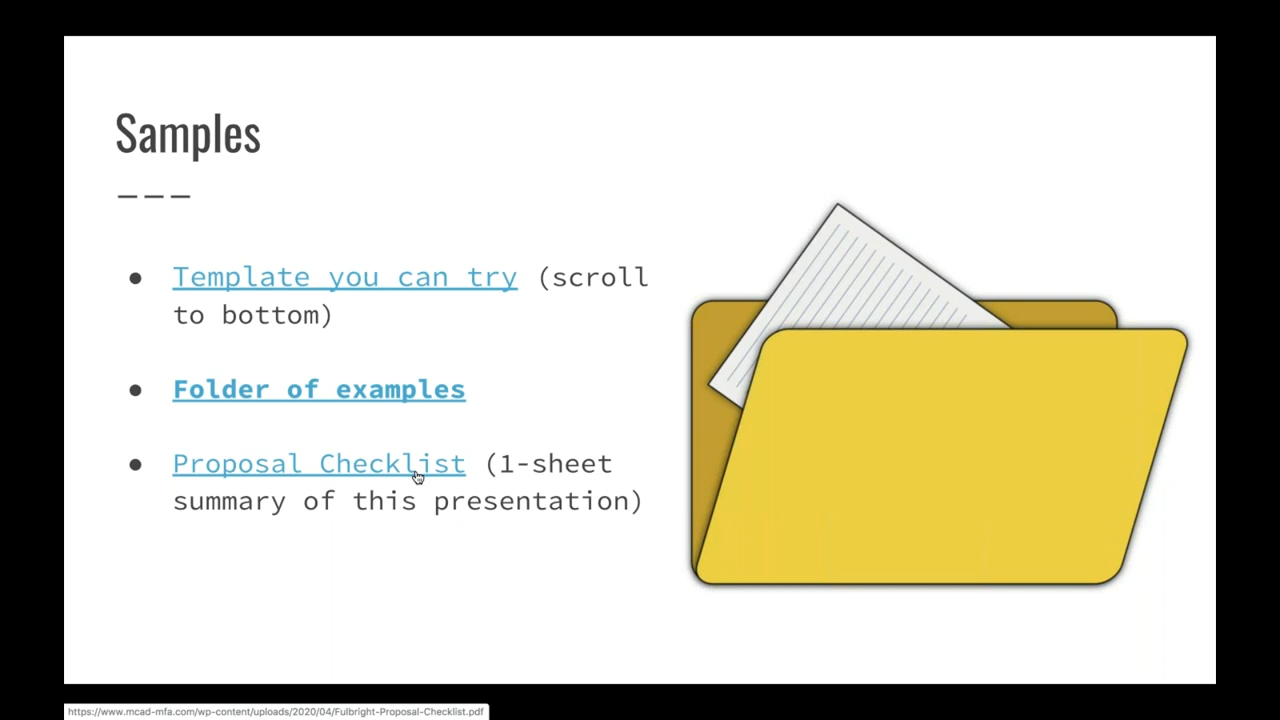 Samples
● Template you can try (scroll
to bottom)
● Folder of examples
● Proposal Checklist (1-sheet
summary of this presentation)
https://www.mcad-mfa.com/wp-content/uploads/2020/04/Fulbright-Proposal-Checklist.pdf